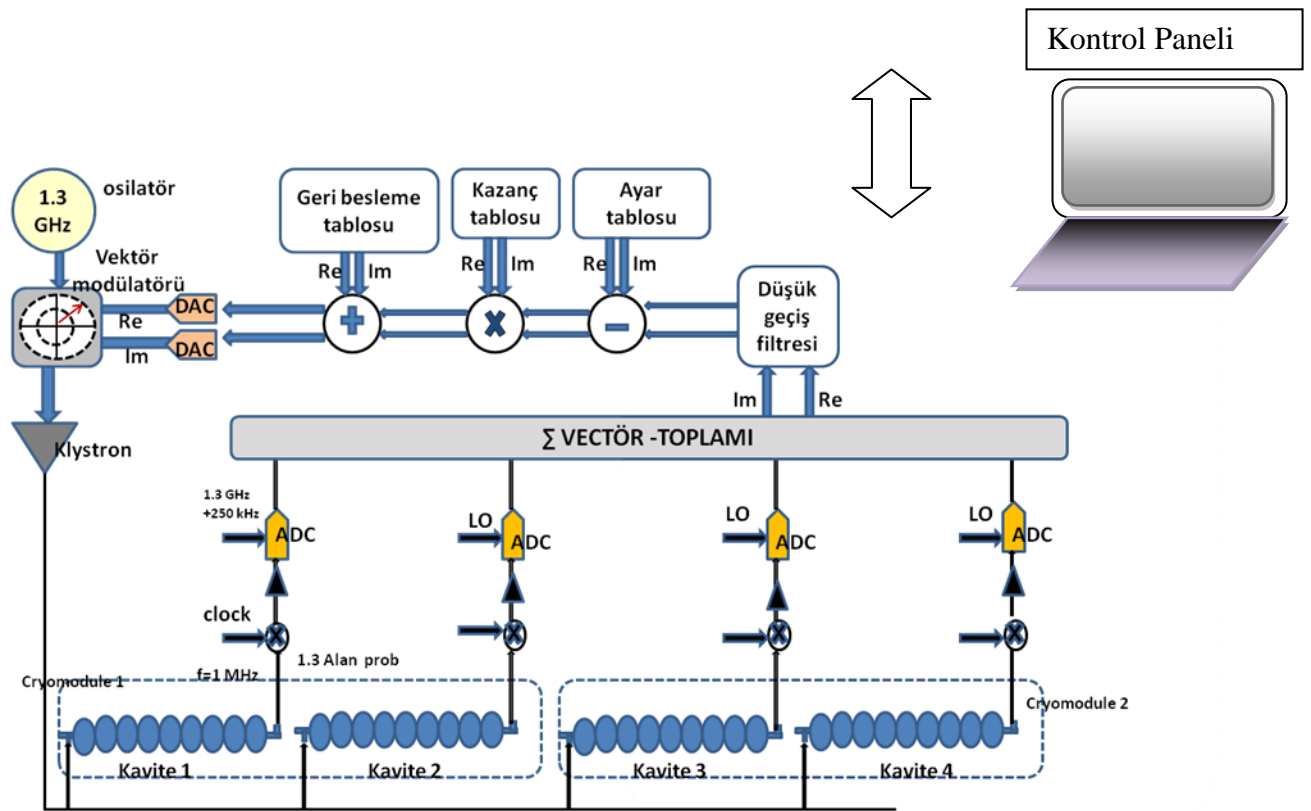 Kontrol Paneli
1.3
GHz
osilatör
Geri besleme
tablosu
Kazanç
tablosu
Ayar
tablosu
Vektör
modülatörü
Re
Im
Re
Im
Re
Im
DAC
Re
DAC
Im
Düşük
geçiş
filtresi
Im
Re
∑ VECTÖR -TOPLAMI
Klystron
1.3 GHz
+250 kHz
ADC
LO
ADC
LO
ADC
LO
ADC
clock
f=1 MHz
1.3 Alan prob
Cryomodule 1
Cryomodule 2
Kavite 1
Kavite 2
Kavite 3
Kavite 4